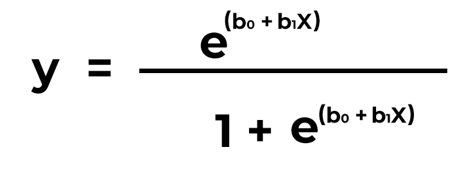 e(b₀ + b₁X)
y =
1 + e(b₀ + b₁X)